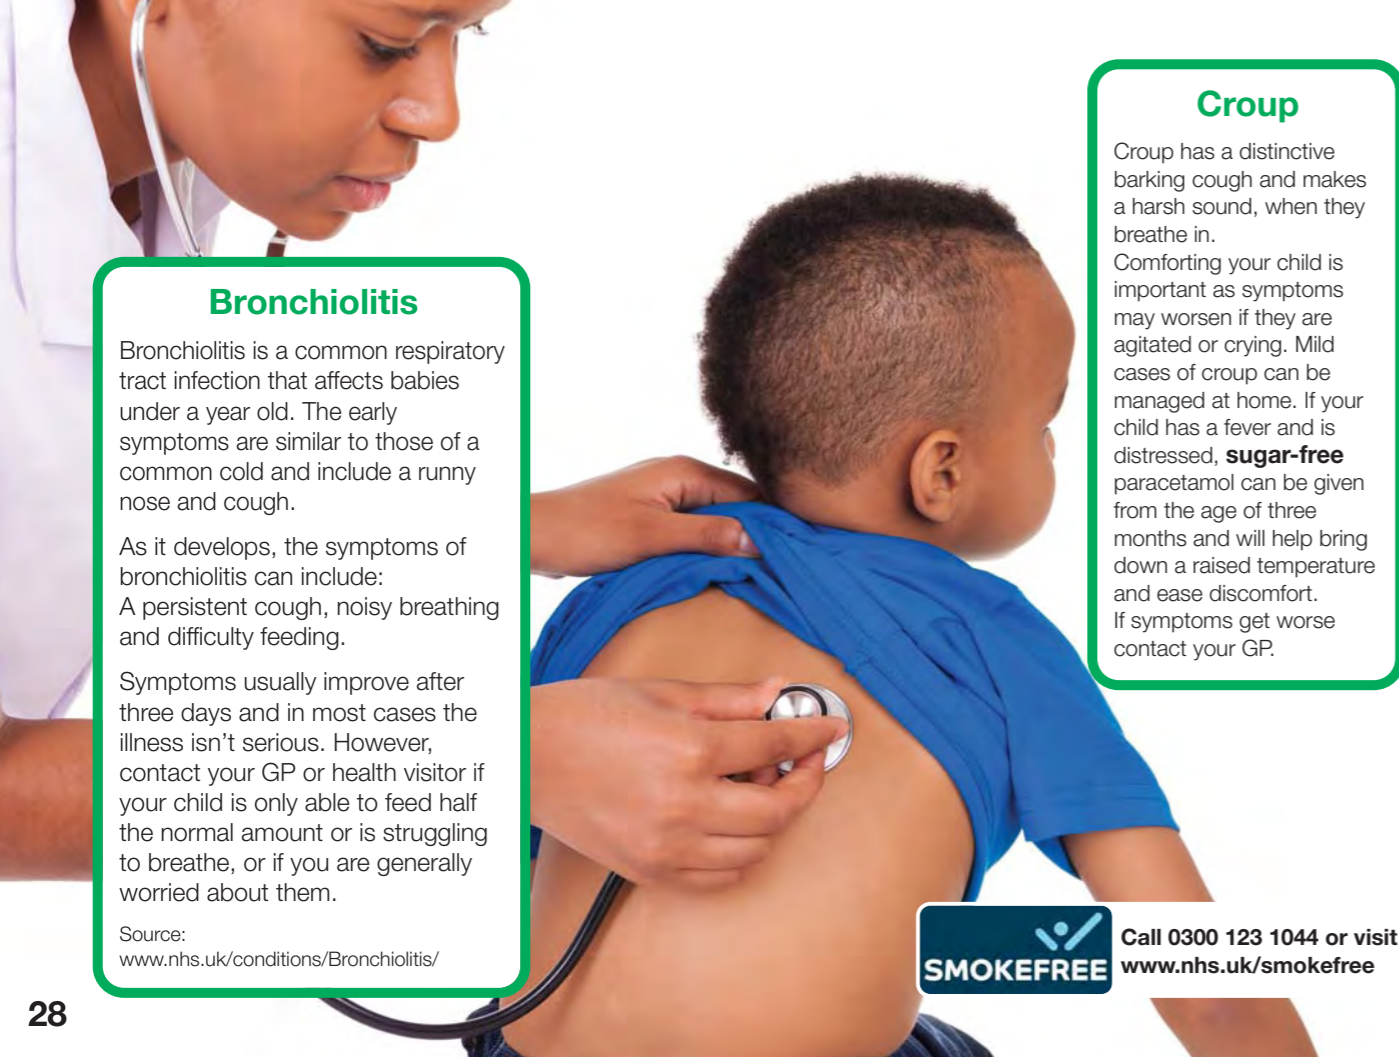 Bronchiolitis
Bronchiolitis is a common respiratory
tract infection that affects babies
under a year old. The early
symptoms are similar to those of a
common cold and include a runny
nose and cough.
As it develops, the symptoms of
bronchiolitis can include:
A persistent cough, noisy breathing
and difficulty feeding.
Symptoms usually improve after
three days and in most cases the
illness isn't serious. However,
contact your GP or health visitor if
your child is only able to feed half
the normal amount or is struggling
to breathe, or if you are generally
worried about them.
Source:
www.nhs.uk/conditions/Bronchiolitis/
Croup
Croup has a distinctive
barking cough and makes
a harsh sound, when they
breathe in.
Comforting your child is
important as symptoms
may worsen if they are
agitated or crying. Mild
cases of croup can be
managed at home. If your
child has a fever and is
distressed, sugar-free
paracetamol can be given
from the age of three
months and will help bring
down a raised temperature
and ease discomfort.
If symptoms get worse
contact your GP.
SMOKEFREE
Call 0300 123 1044 or visit
www.nhs.uk/smokefree
28